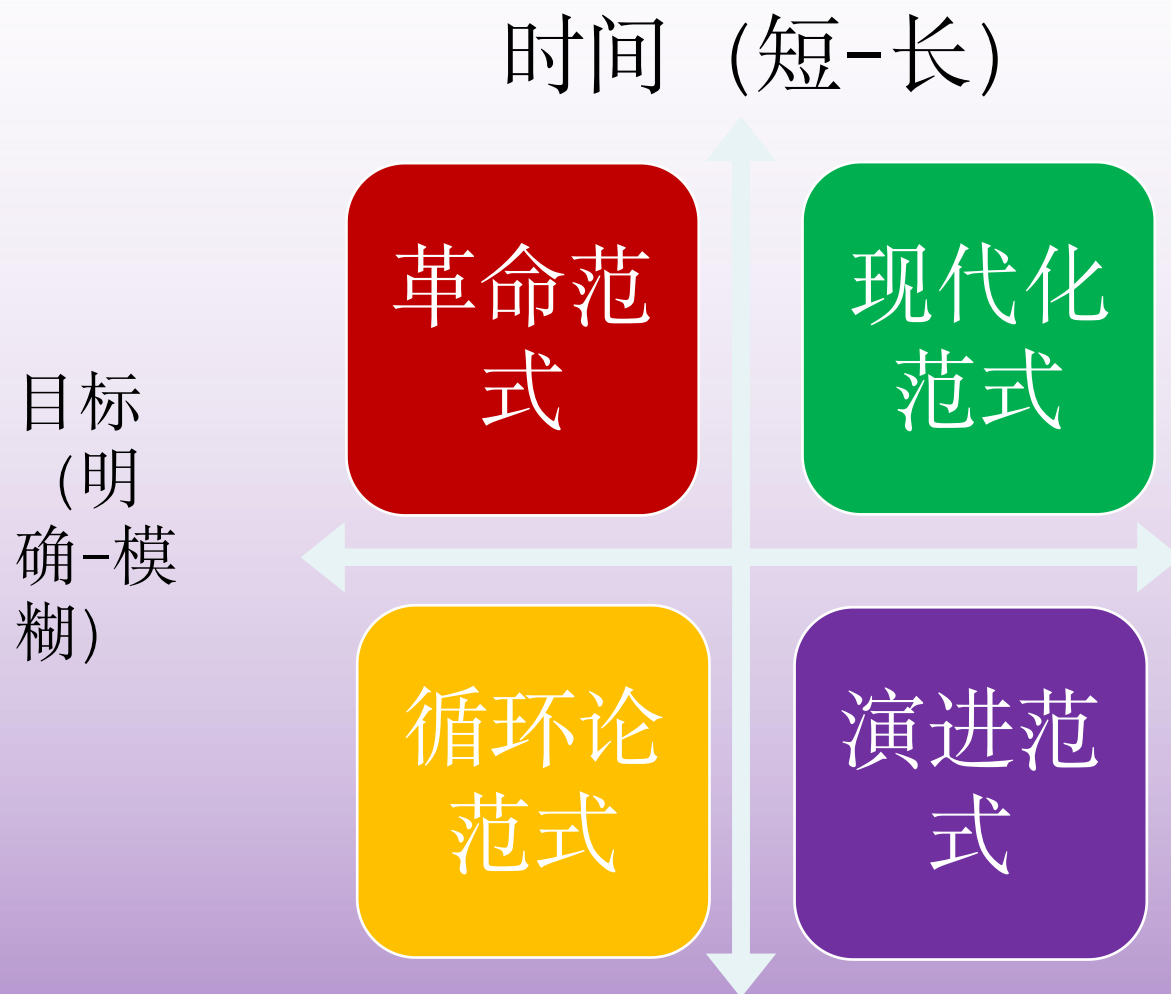 时间（短-长）
革命范
式
现代化
范式
目标
（明
确-模
糊）
循环论
范式
演进范
式